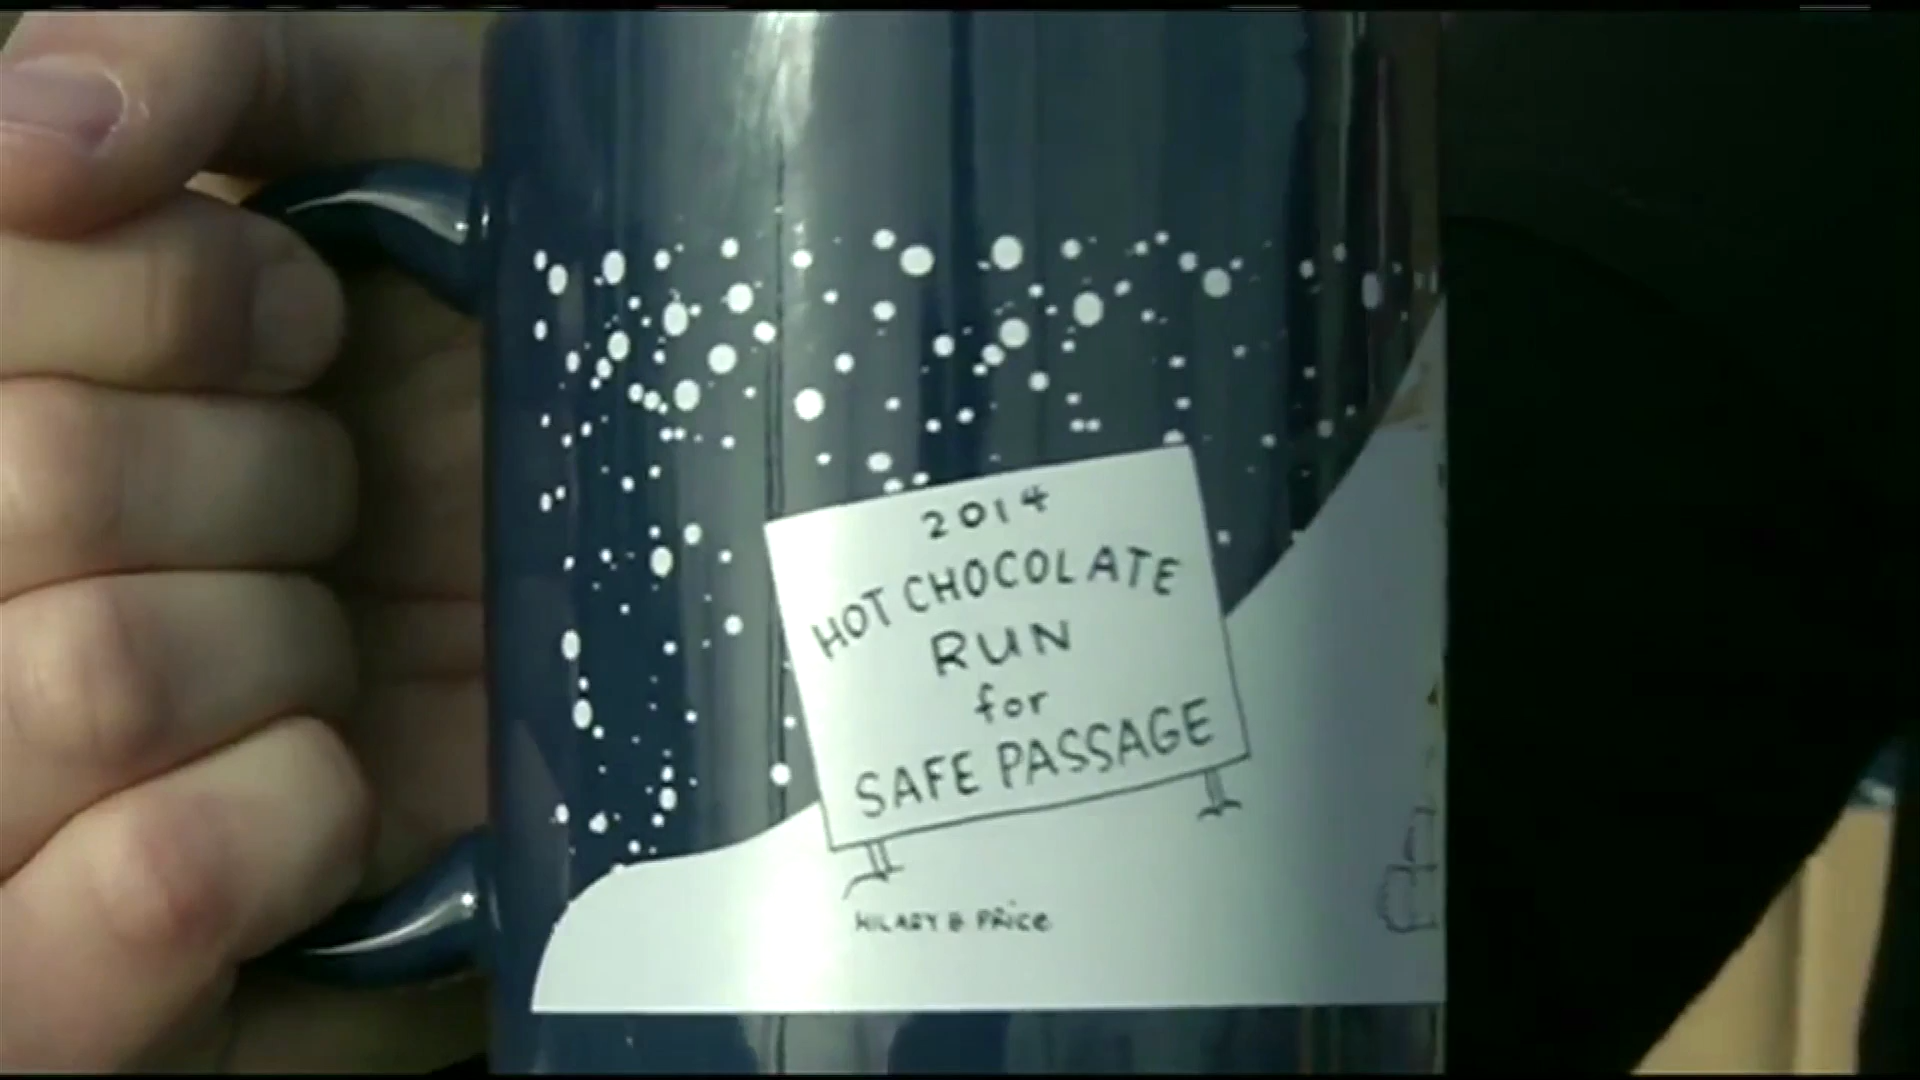 2014
HOT CHOCOLATE
RUN
for
SAFE PASSAGE
HILARY B PRICE